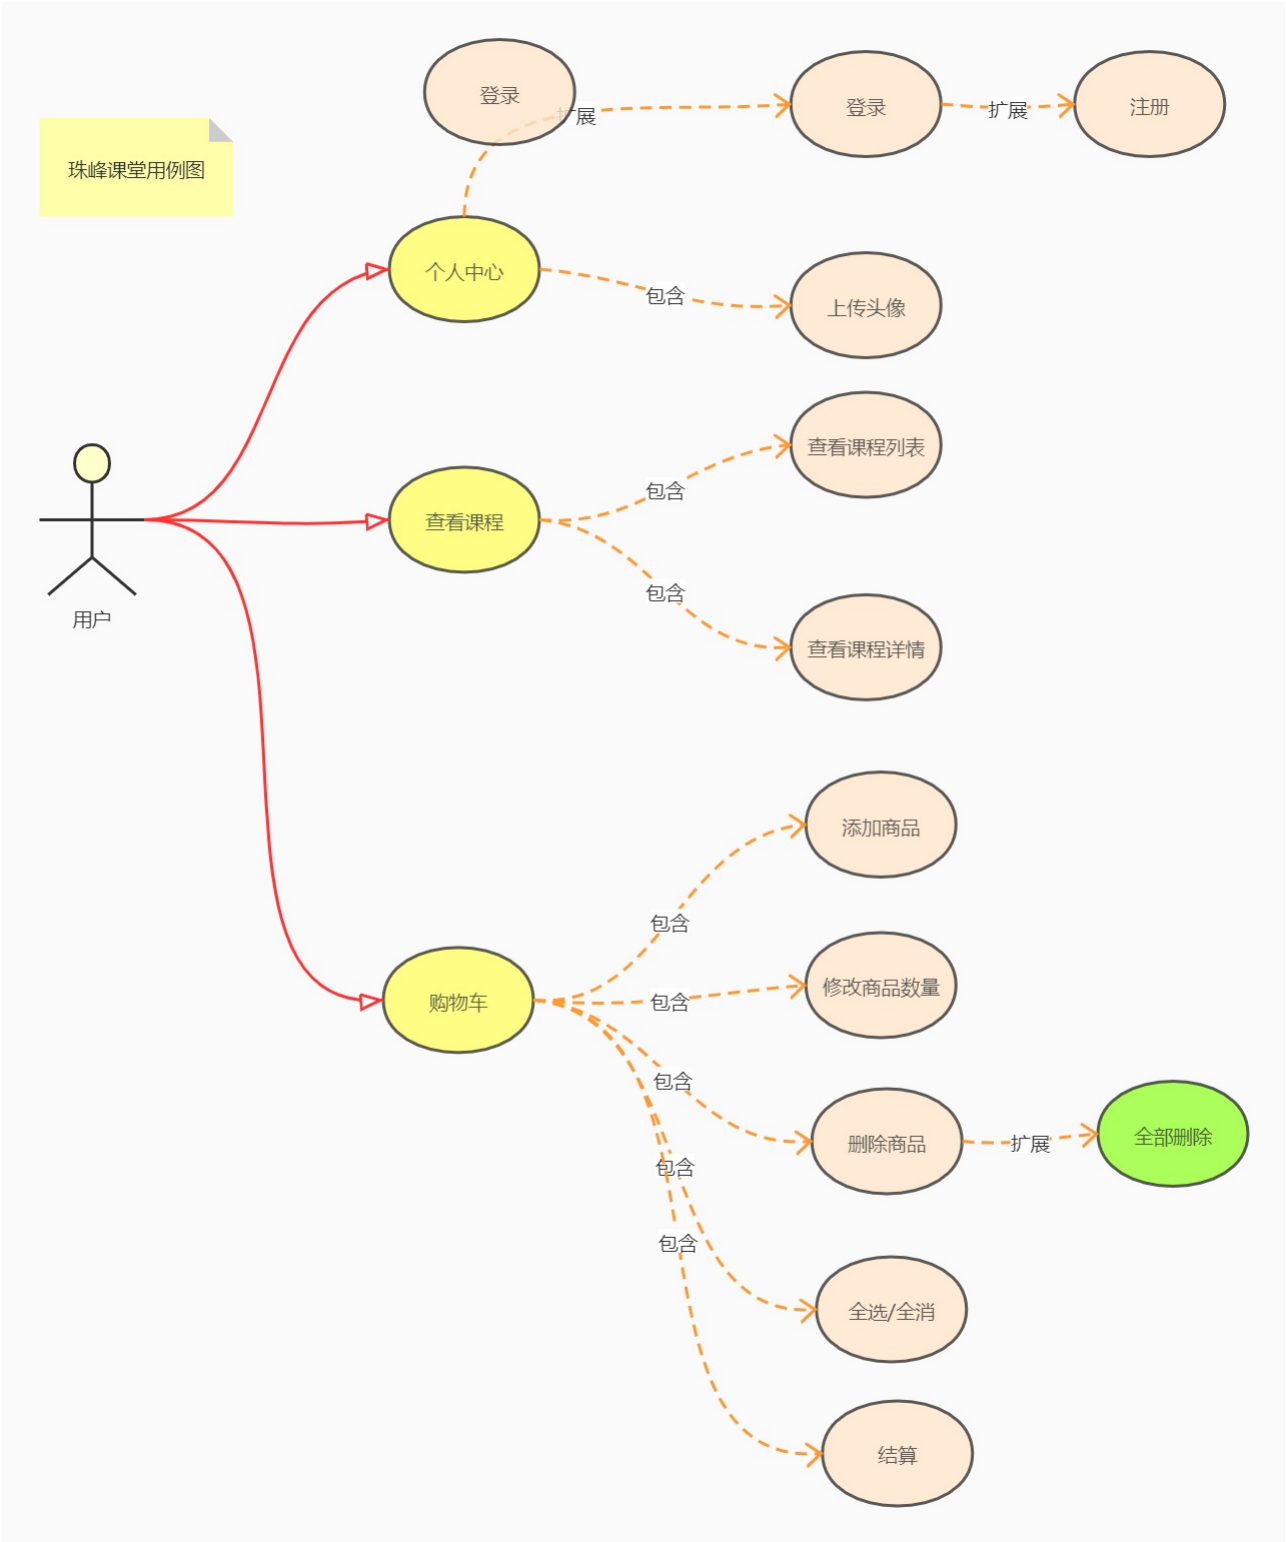 登录
扩展
登录
扩展
注册
珠峰课堂用例图
个人中心
包含
上传头像
查看课程列表
包含
查看课程
包含
用户
查看课程详情
添加商品
包含
购物车
包含
修改商品数量
包含
删除商品
扩展
全部删除
包含
包含
全选/全消
结算